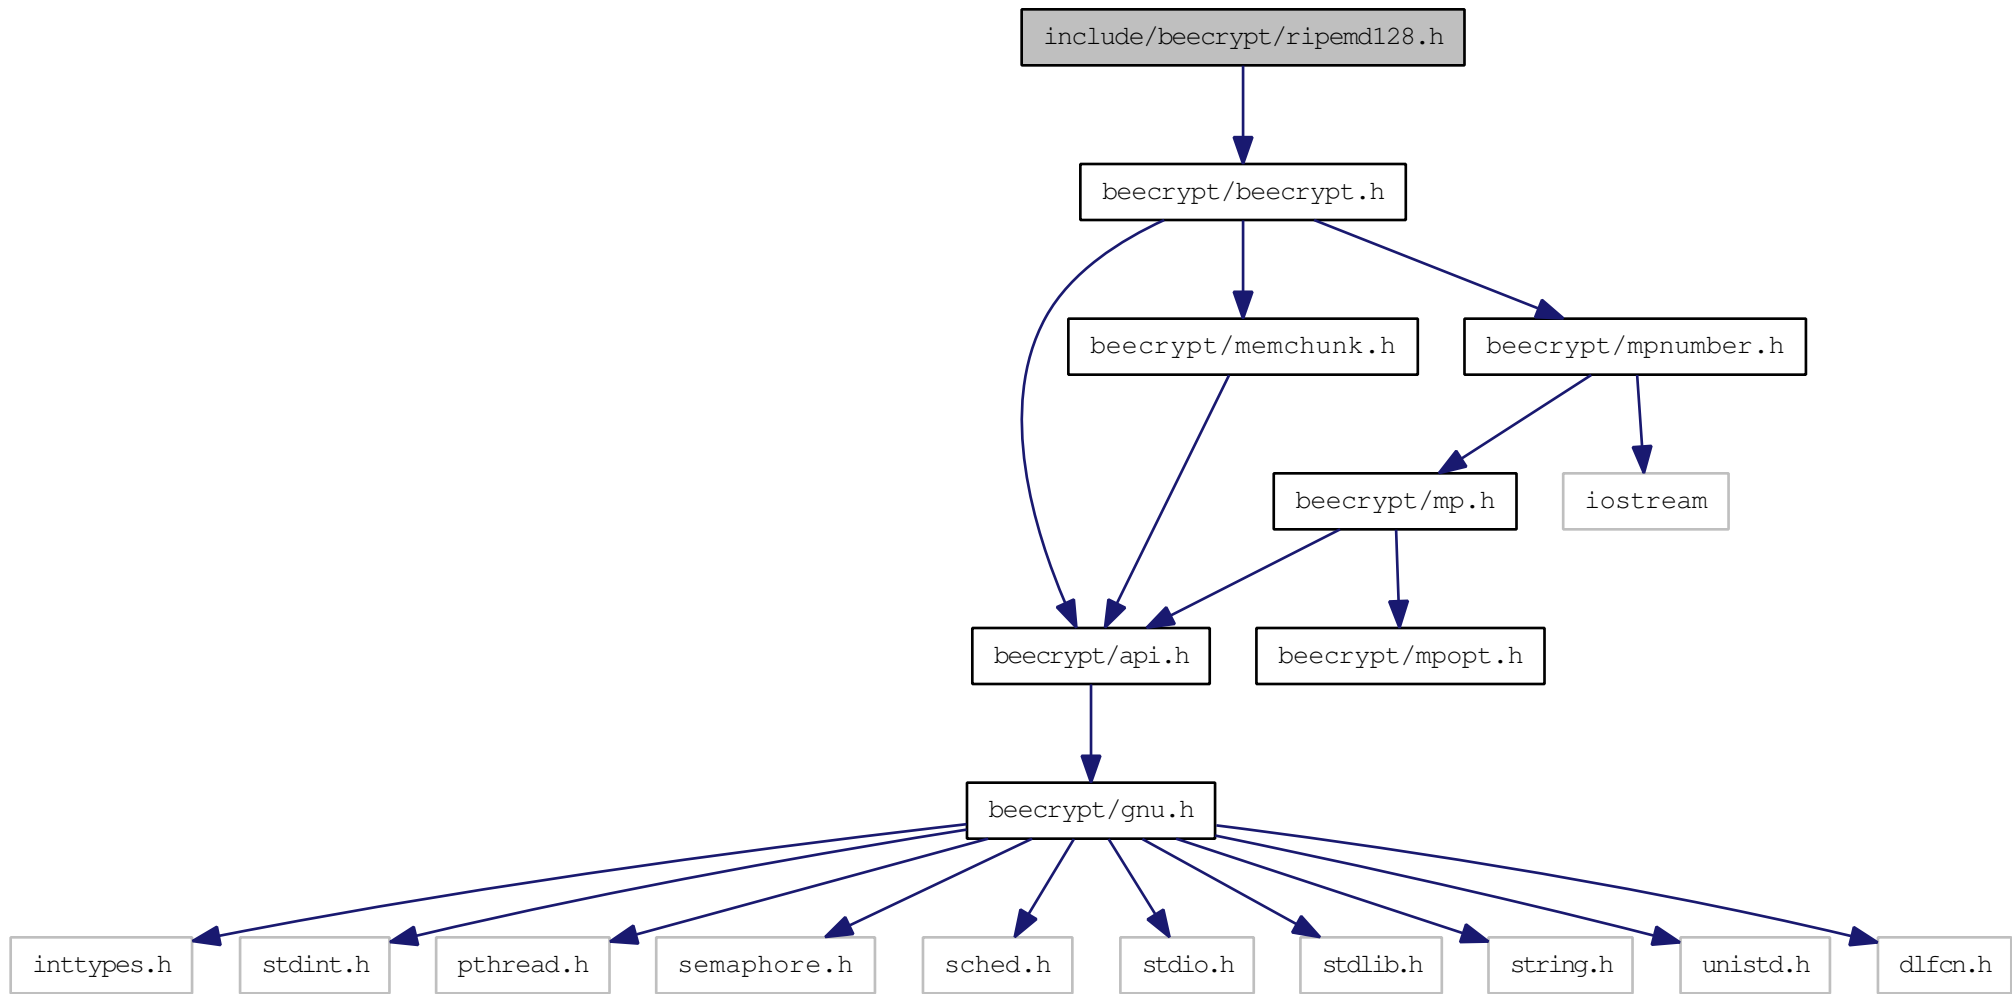 include/beecrypt/ripemd128.h
beecrypt/beecrypt.h
beecrypt/memchunk.h
beecrypt/mpnumber.h
beecrypt/mp.h
iostream
beecrypt/api.h
beecrypt/mpopt.h
beecrypt/gnu.h
inttypes.h
stdint.h
pthread.h
semaphore.h
sched.h
stdio.h
stdlib.h
string.h
unistd.h
dlfcn.h